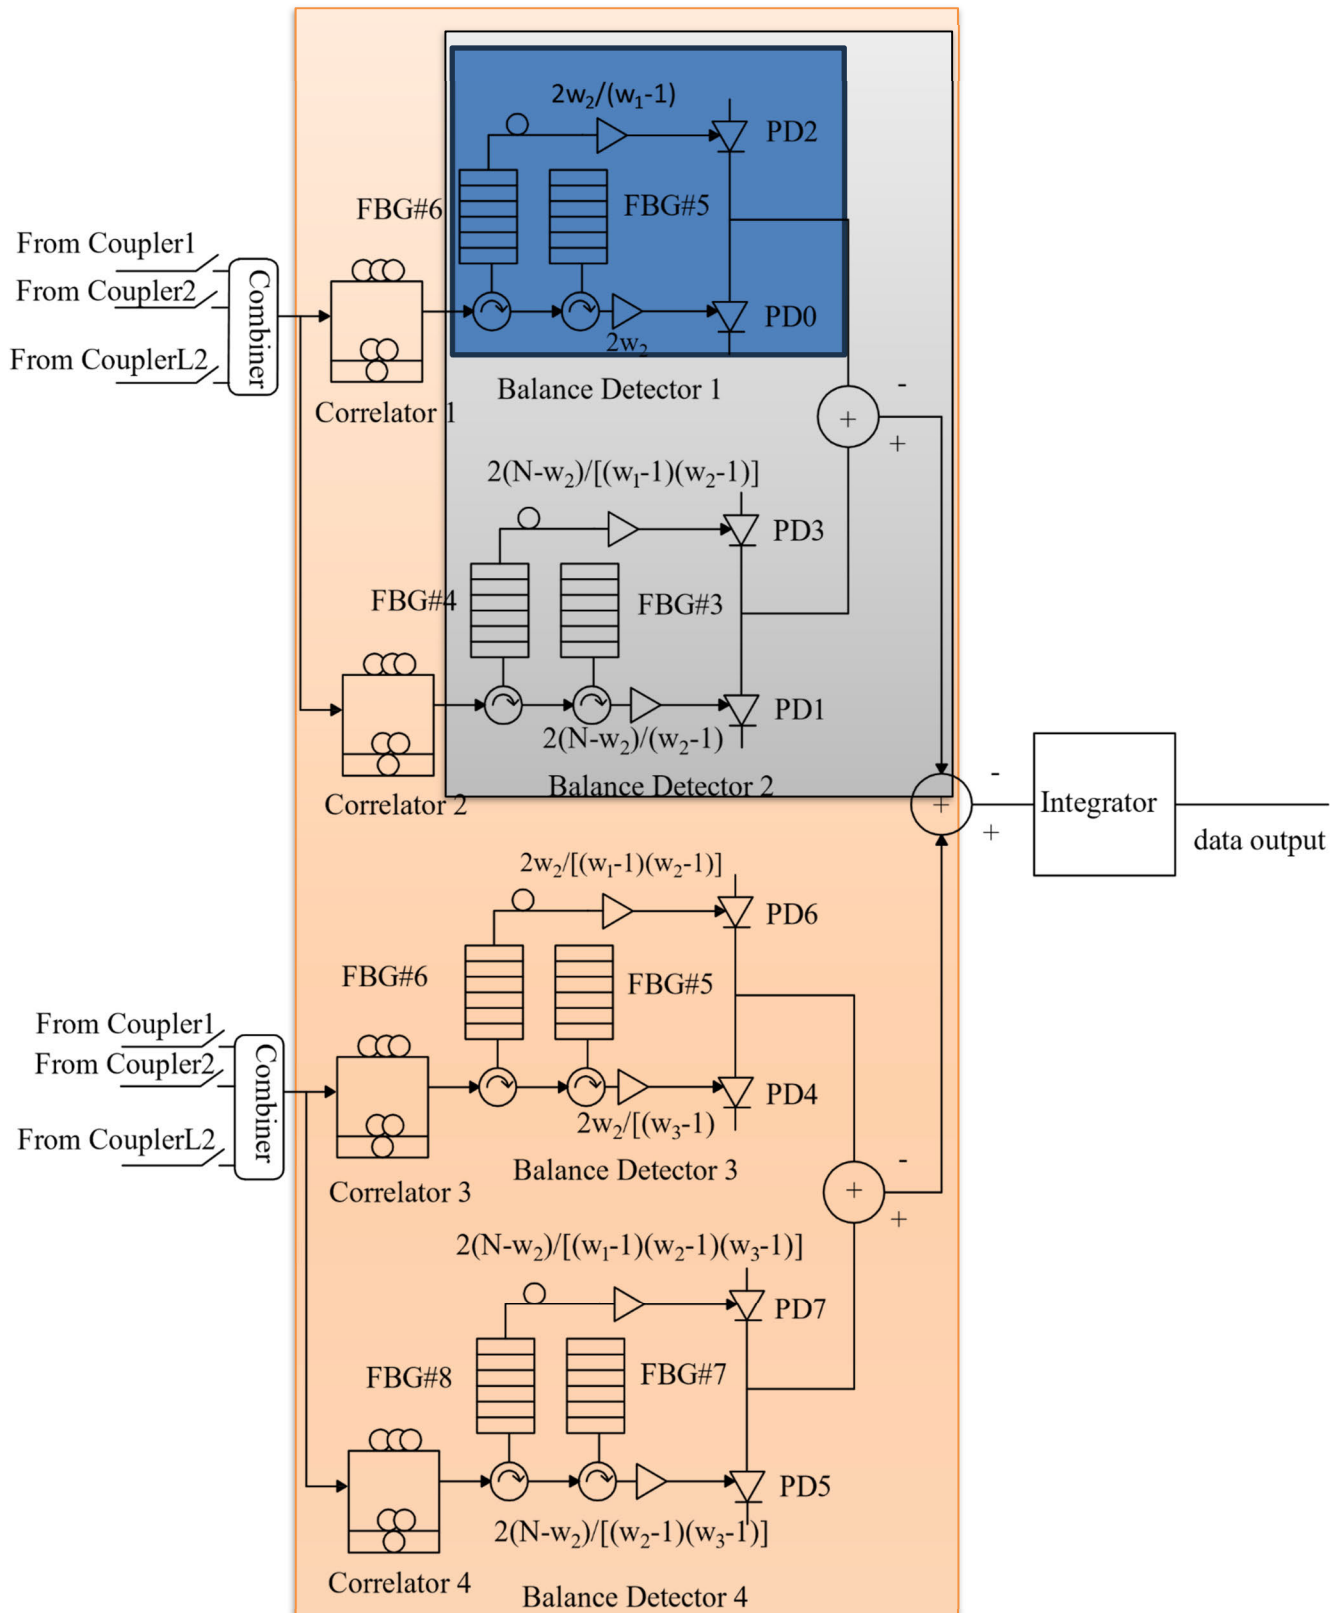 2w₂/(w₁-1)
PD2
FBG#6
FBG#5
From Coupler1
From Coupler2
From CouplerL2
Combiner
PD0
2w₂
Correlator 1
Balance Detector 1
-
+
+
2(N-w₂)/[(w₁-1)(w₂-1)]
PD3
FBG#4
FBG#3
PD1
2(N-w₂)/(w₂-1)
Correlator 2
Balance Detector 2
-
+
+
Integrator
data output
2w₂/[(w₁-1)(w₂-1)]
PD6
FBG#6
FBG#5
From Coupler1
From Coupler2
From CouplerL2
Combiner
PD4
2w₂/[(w₃-1)
Correlator 3
Balance Detector 3
-
+
+
2(N-w₂)/[(w₁-1)(w₂-1)(w₃-1)]
PD7
FBG#8
FBG#7
PD5
2(N-w₂)/[(w₂-1)(w₃-1)]
Correlator 4
Balance Detector 4